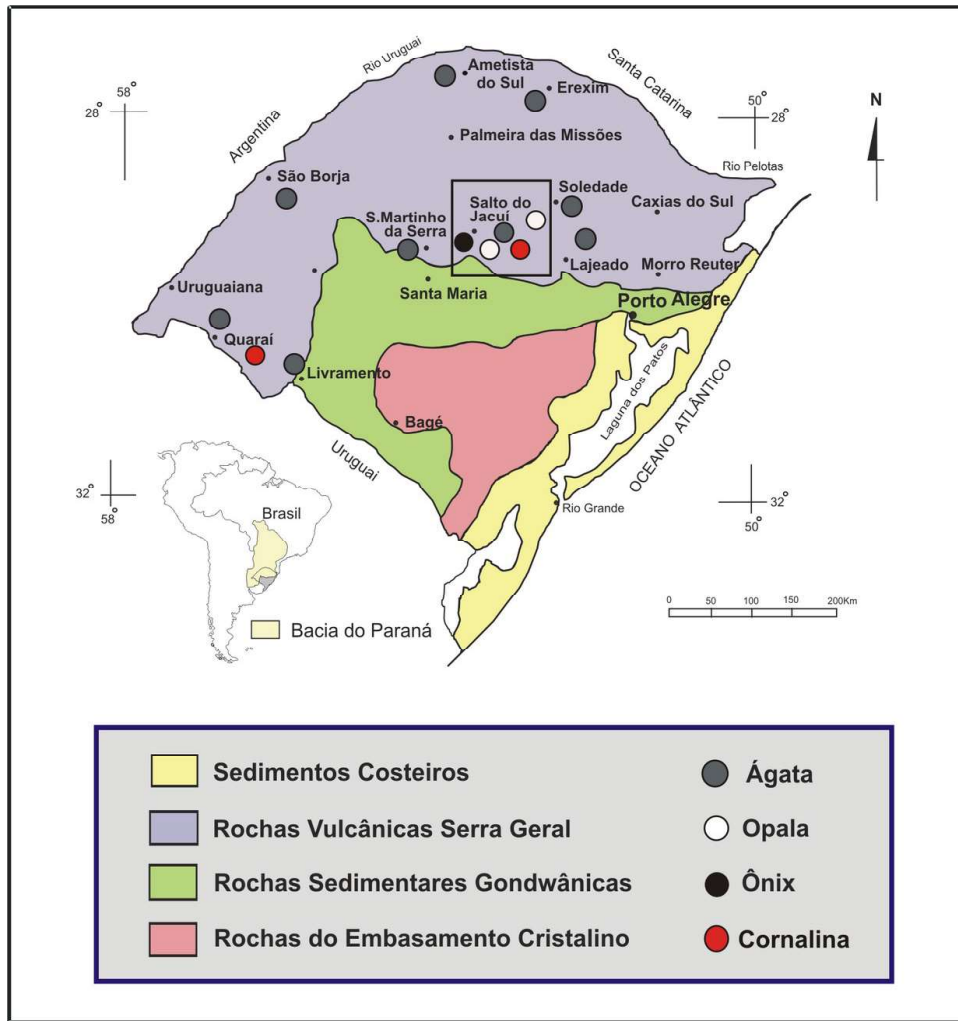 Rio Uruguai
Ametista
do Sul
Erexim
Santa Catarina
58°
28°
50°
28°
N
Argentina
Palmeira das Missões
Rio Pelotas
São Borja
Soledade
Salto do
Jacuí
Caxias do Sul
S.Martinho
da Serra
Lajeado
Morro Reuter
Santa Maria
Uruguaiana
Porto Alegre
Quaraí
Livramento
Laguna dos Patos
OCEANO ATLÂNTiCO
Bagé
Uruguai
32°
58°
32°
50°
Rio Grande
Brasil
0 50 100 150 200Km
Bacia do Paraná
Sedimentos Costeiros
Ágata
Rochas Vulcânicas Serra Geral
Opala
Rochas Sedimentares Gondwânicas
Ônix
Rochas do Embasamento Cristalino
Cornalina